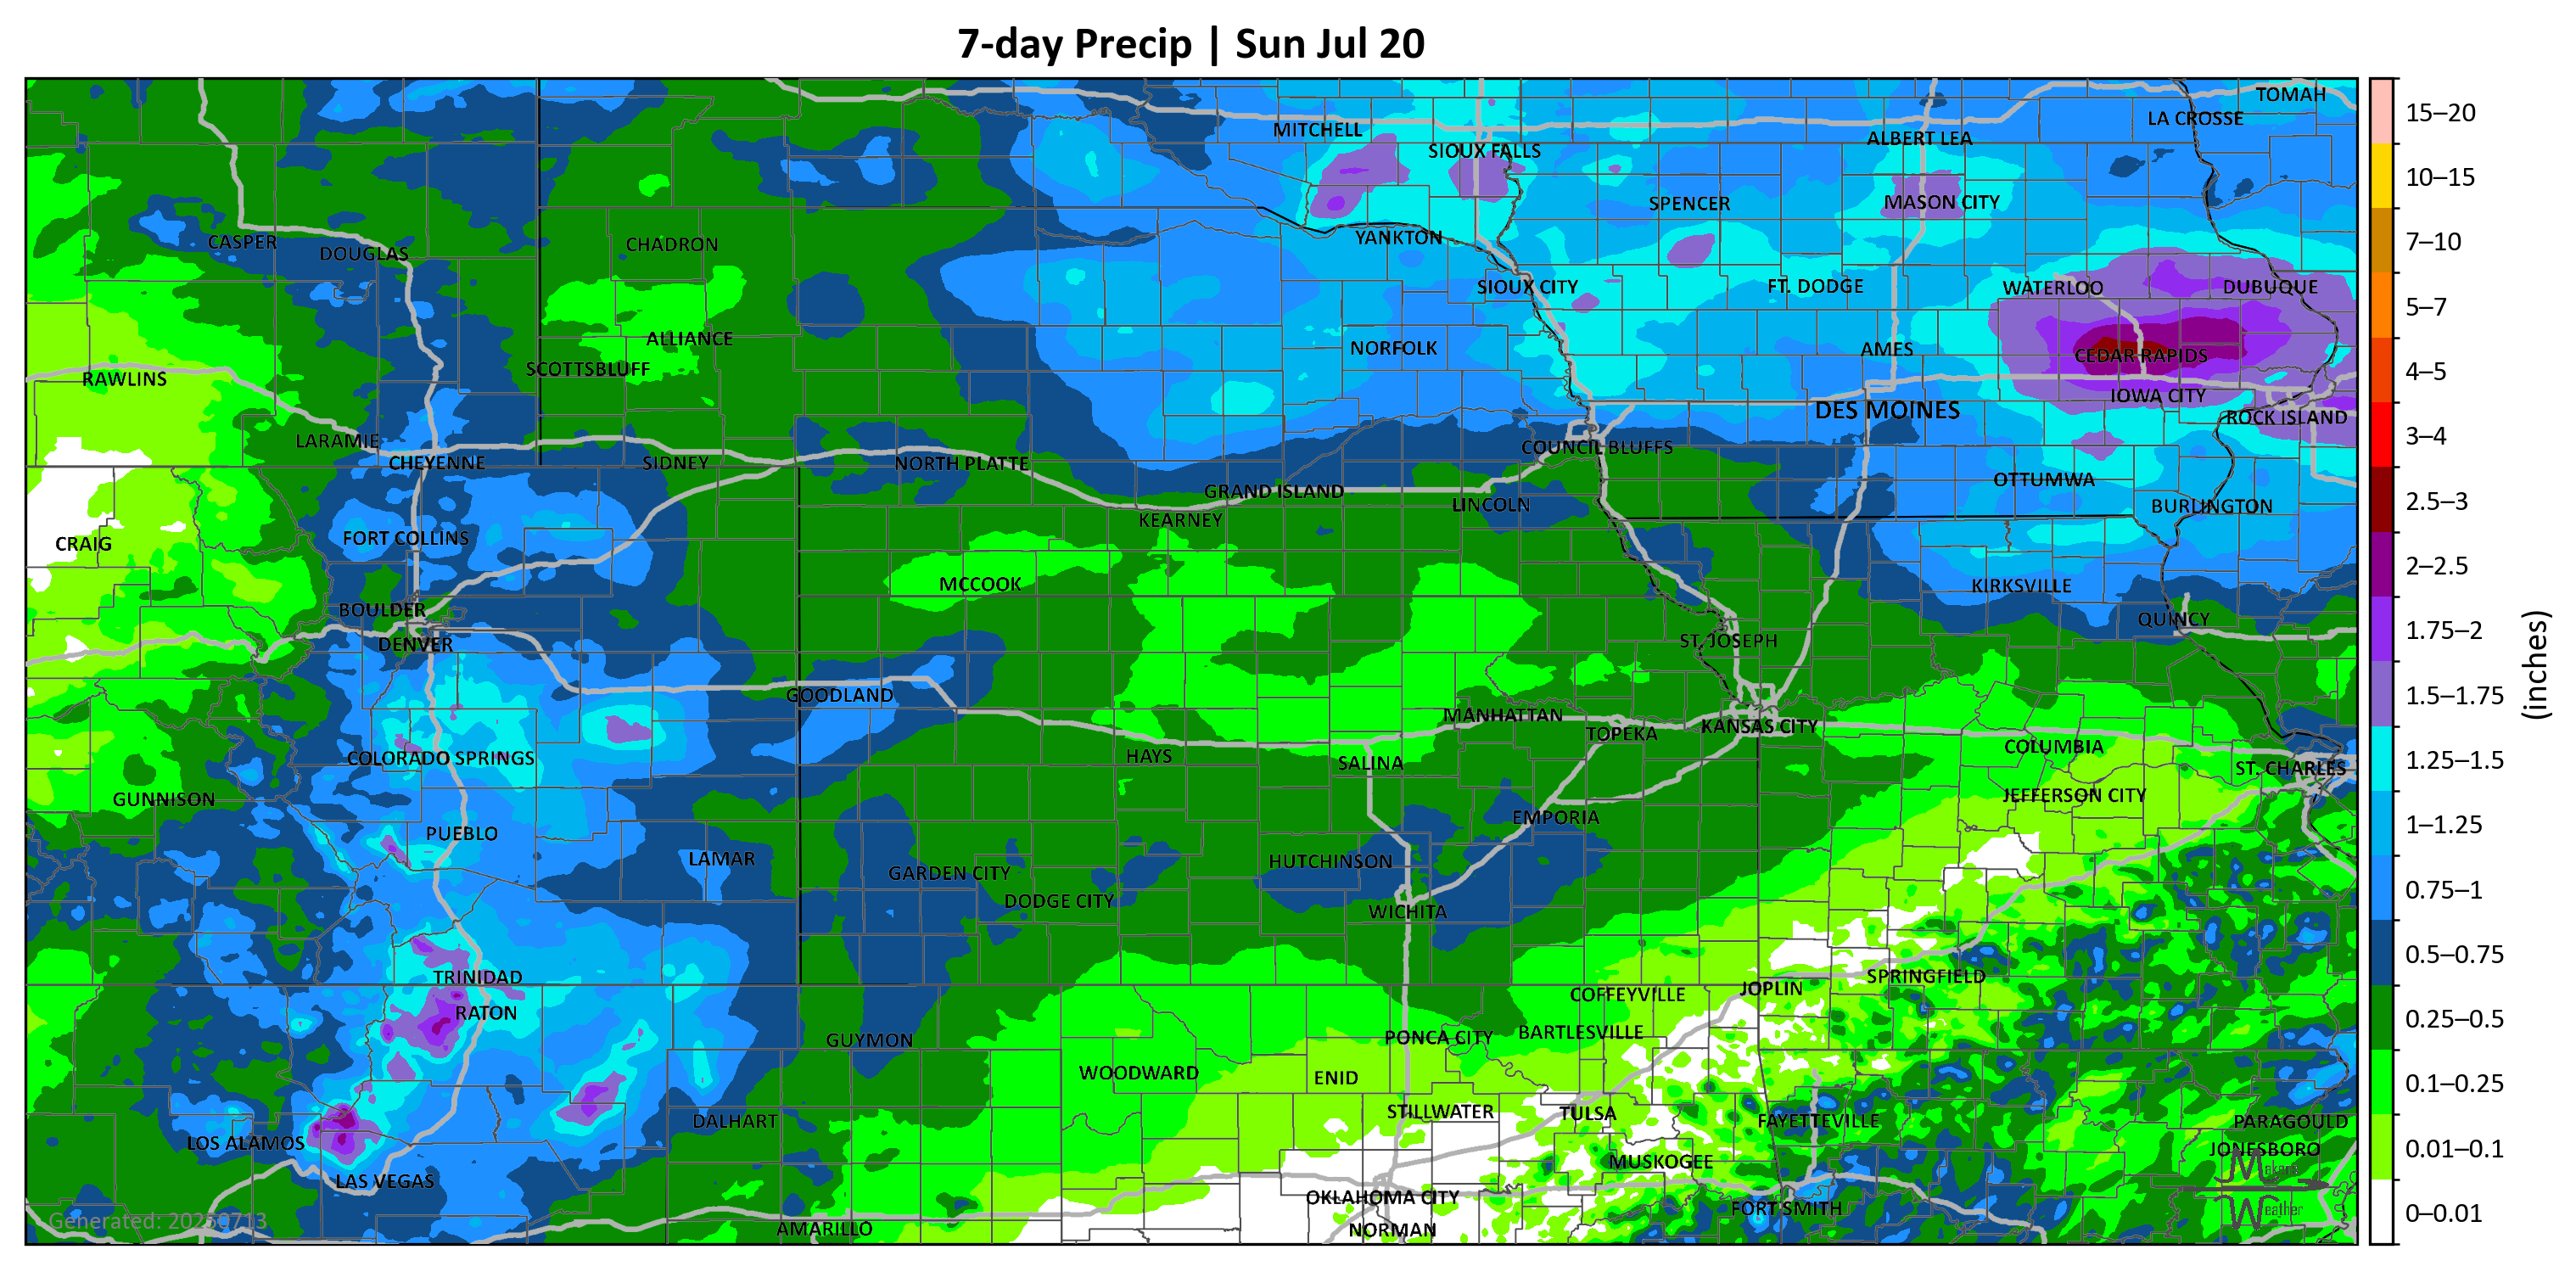 7-day Precip | Sun Jul 20
TOMAH
LA CROSSE
MITCHELL
ALBERT LEA
SIOUX FALLS
SPENCER
MASON CITY
CASPER
DOUGLAS
CHADRON
YANKTON
SIOUX CITY
FT. DODGE
WATERLOO
DUBUQUE
ALLIANCE
NORFOLK
AMES
CEDAR RAPIDS
SCOTTSBLUFF
RAWLINS
IOWA CITY
DES MOINES
ROCK ISLAND
LARAMIE
COUNCIL BLUFFS
CHEYENNE
SIDNEY
NORTH PLATTE
OTTUMWA
GRAND ISLAND
LINCOLN
BURLINGTON
KEARNEY
CRAIG
FORT COLLINS
MCCOOK
KIRKSVILLE
BOULDER
QUINCY
DENVER
ST. JOSEPH
GOODLAND
MANHATTAN
KANSAS CITY
TOPEKA
COLUMBIA
COLORADO SPRINGS
HAYS
SALINA
ST. CHARLES
GUNNISON
JEFFERSON CITY
EMPORIA
PUEBLO
LAMAR
HUTCHINSON
GARDEN CITY
DODGE CITY
WICHITA
TRINIDAD
SPRINGFIELD
JOPLIN
COFFEYVILLE
RATON
BARTLESVILLE
PONCA CITY
GUYMON
WOODWARD
ENID
STILLWATER
TULSA
DALHART
FAYETTEVILLE
PARAGOULD
LOS ALAMOS
JONESBORO
MUSKOGEE
LAS VEGAS
OKLAHOMA CITY
FORT SMITH
AMARILLO
NORMAN
Generated: 20250713
Weather
15–20
10–15
7–10
5–7
4–5
3–4
2.5–3
2–2.5
1.75–2
1.5–1.75
1.25–1.5
1–1.25
0.75–1
0.5–0.75
0.25–0.5
0.1–0.25
0.01–0.1
0–0.01
(inches)